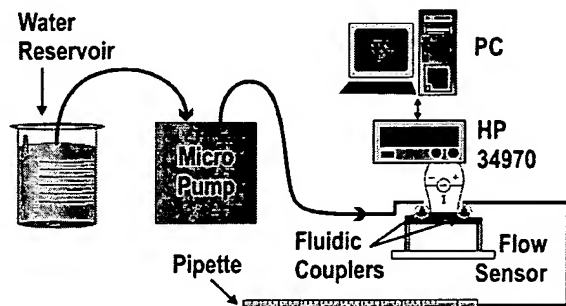 Water
Reservoir
PC
HP
34970
Micro
Pump
- +
I
Fluidic
Couplers
Flow
Sensor
Pipette